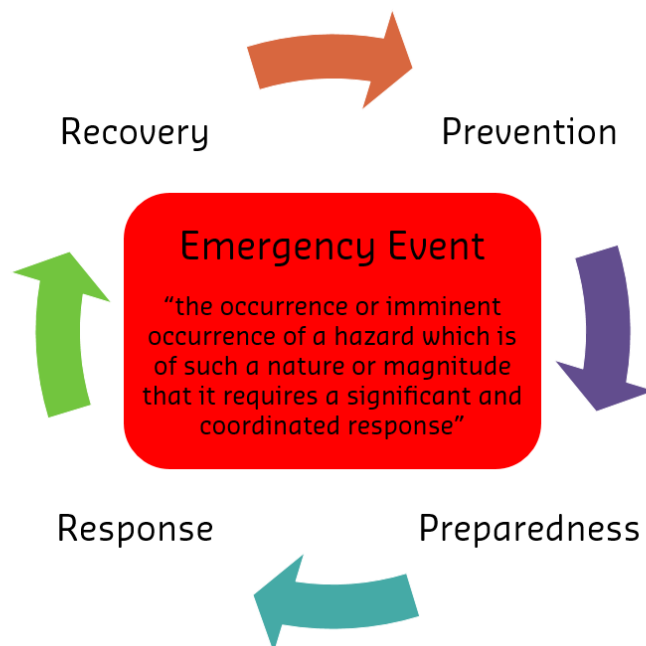 Recovery
Prevention
Emergency Event
“the occurrence or imminent
occurrence of a hazard which is
of such a nature or magnitude
that it requires a significant and
coordinated response”
Response
Preparedness